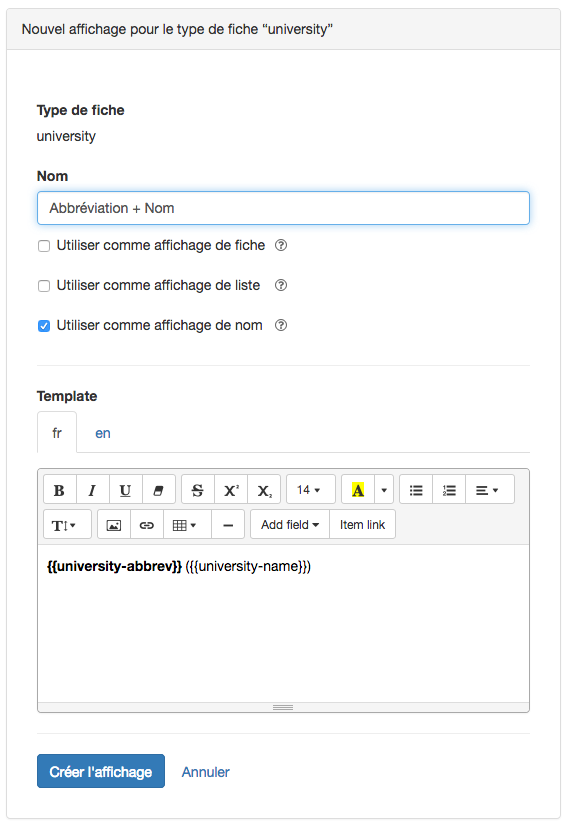 Nouvel affichage pour le type de fiche “university”
Type de fiche
university
Nom
Abbréviation + Nom
Utiliser comme affichage de fiche ?
Utiliser comme affichage de liste ?
Utiliser comme affichage de nom ?
Template
fr en
B I U S X² X₂ 14 A
T Add field Item link
{{university-abbrev}} ({{university-name}})
Créer l'affichage Annuler